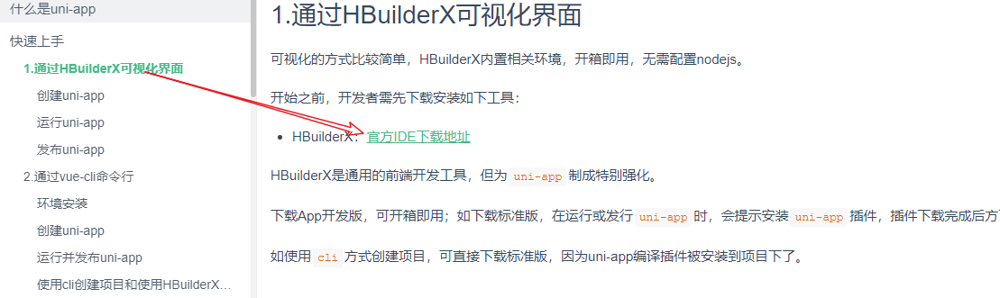 什么是uni-app
快速上手
1.通过HBuilderX可视化界面
创建uni-app
运行uni-app
发布uni-app
2.通过vue-cli命令行
环境安装
创建uni-app
运行并发布uni-app
使用cli创建项目和使用HBuilderX...
1.通过HBuilderX可视化界面
可视化的方式比较简单，HBuilderX内置相关环境，开箱即用，无需配置nodejs。
开始之前，开发者需先下载安装如下工具：
• HBuilderX：官方IDE下载地址
HBuilderX是通用的前端开发工具，但为 uni-app 制成特别强化。
下载App开发版，可开箱即用；如下载标准版，在运行或发行 uni-app 时，会提示安装 uni-app 插件，插件下载完成后方
如使用 cli 方式创建项目，可直接下载标准版，因为uni-app编译插件被安装到项目下了。